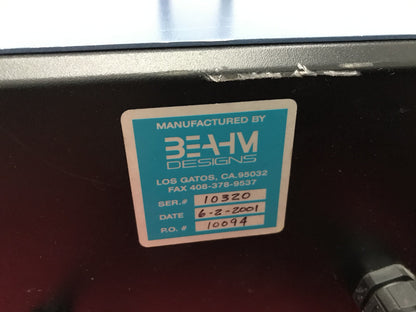 MANUFACTURED BY
BEAHM
DESIGNS
LOS GATOS, CA. 95032
FAX 408-378-9537
SER.# 10320
DATE 6-2-2001
P.O. # 10094